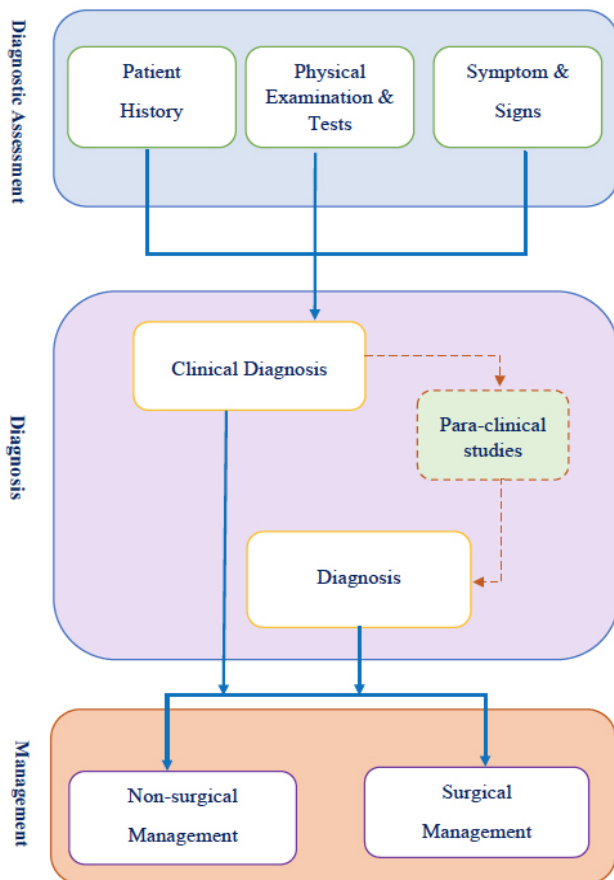 Diagnostic Assessment
Patient
History
Physical
Examination &
Tests
Symptom &
Signs
Diagnosis
Clinical Diagnosis
Para-clinical
studies
Diagnosis
Management
Non-surgical
Management
Surgical
Management